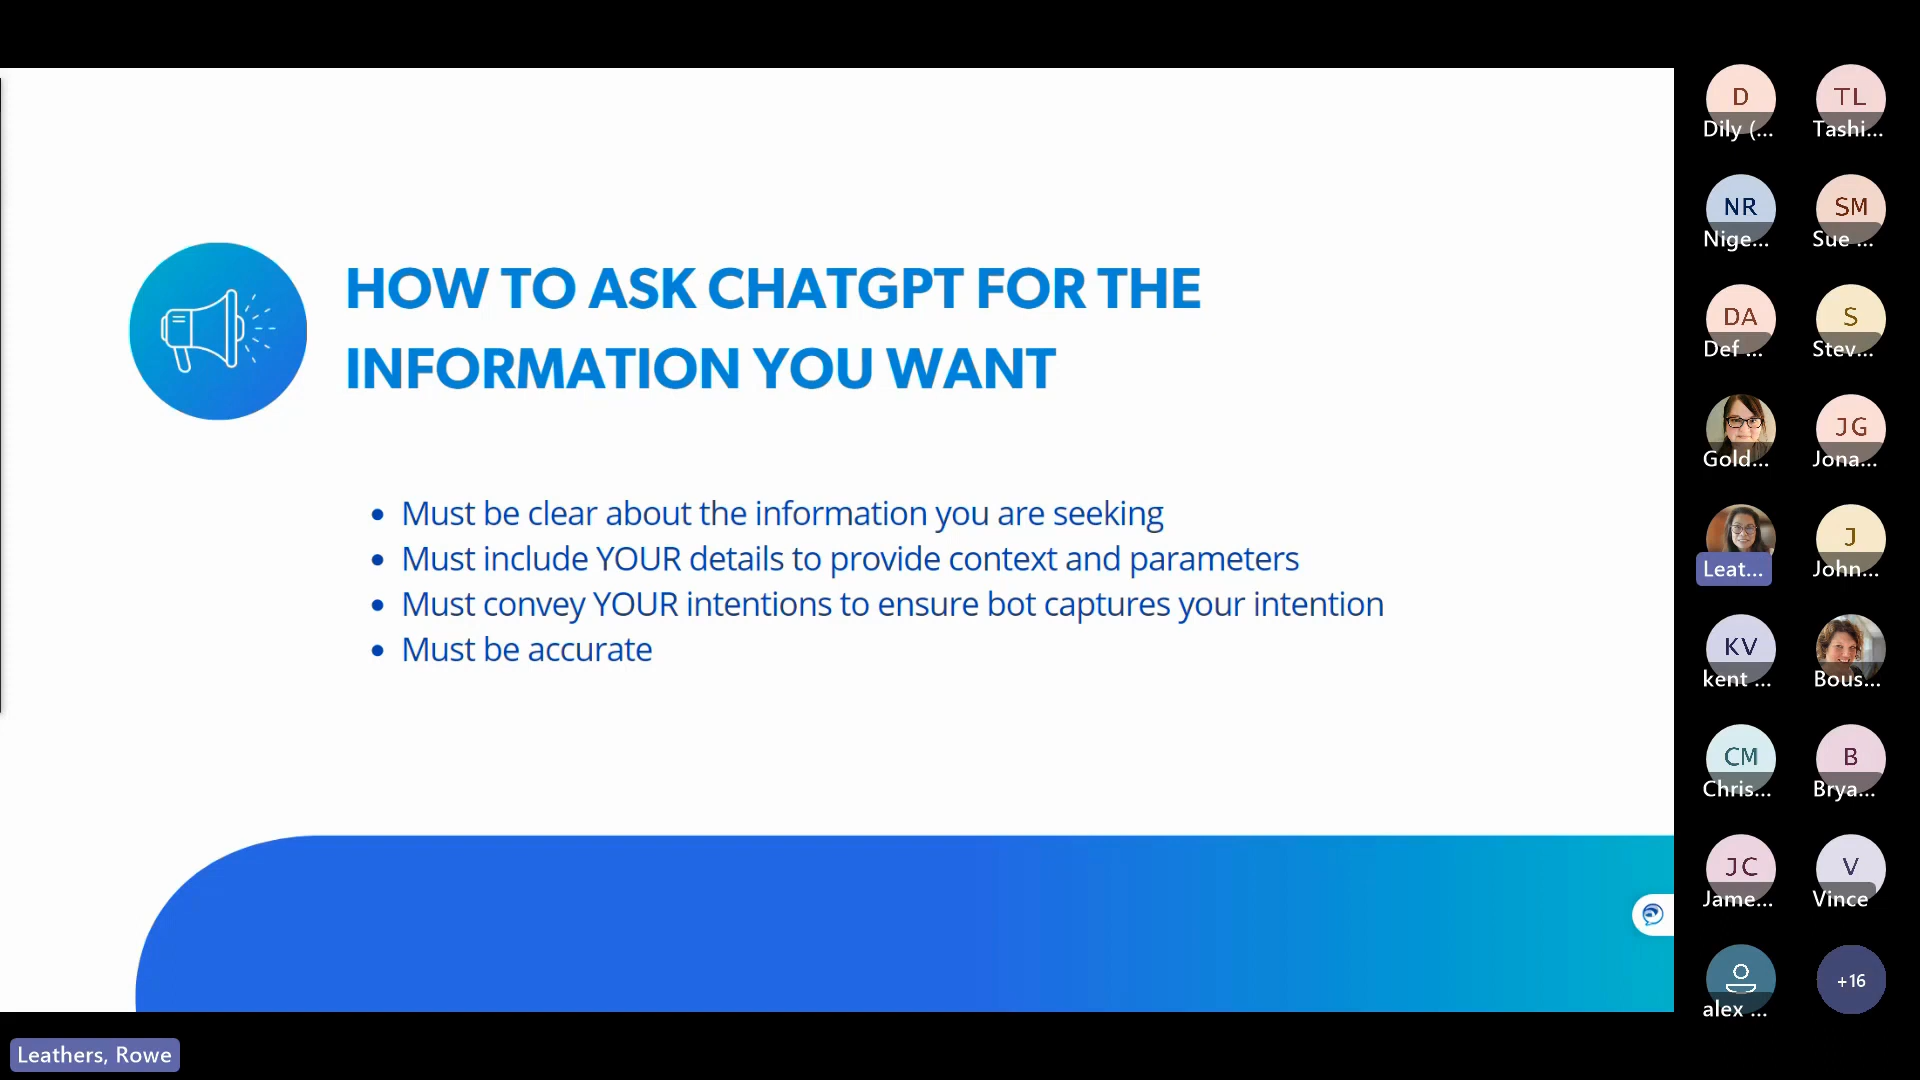 HOW TO ASK CHATGPT FOR THE
INFORMATION YOU WANT
• Must be clear about the information you are seeking
• Must include YOUR details to provide context and parameters
• Must convey YOUR intentions to ensure bot captures your intention
• Must be accurate
D
Dily (...
TL
Tashi...
NR
Nige...
SM
Sue ...
DA
Def ...
S
Stev...
Gold...
JG
Jona...
Leat...
J
John...
KV
kent ...
Bous...
CM
Chris...
B
Brya...
JC
Jame...
V
Vince
alex ...
+16
Leathers, Rowe